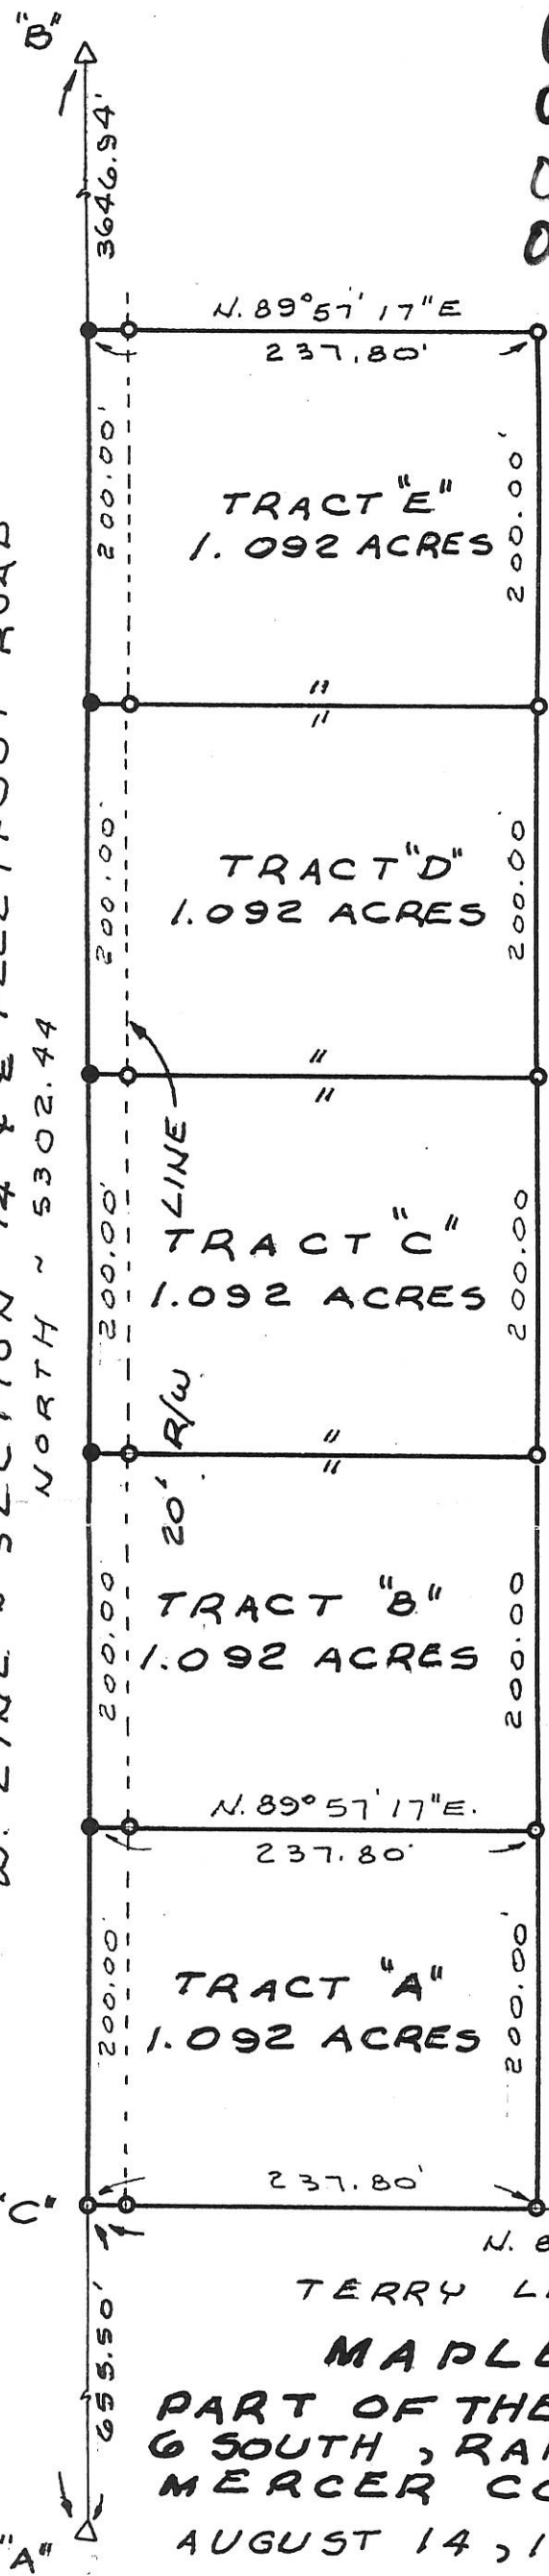 "B"
3646.94'
N. 89°57'17"E
237.80'
200.00'
TRACT "E"
1.092 ACRES
200.00'
"
"
200.00'
TRACT "D"
1.092 ACRES
200.00
"
"
NORTH ~ 5302.44
200.00'
20' R/W LINE
TRACT "C"
1.092 ACRES
200.00
"
"
200.00
TRACT "B"
1.092 ACRES
200.00
N. 89°57'17"E.
237.80'
200.00'
TRACT "A"
1.092 ACRES
200.00'
"C"
237.80'
655.50'
TERRY
PART OF THE
6 SOUTH,
MERCER
AUGUST 14,
"A"